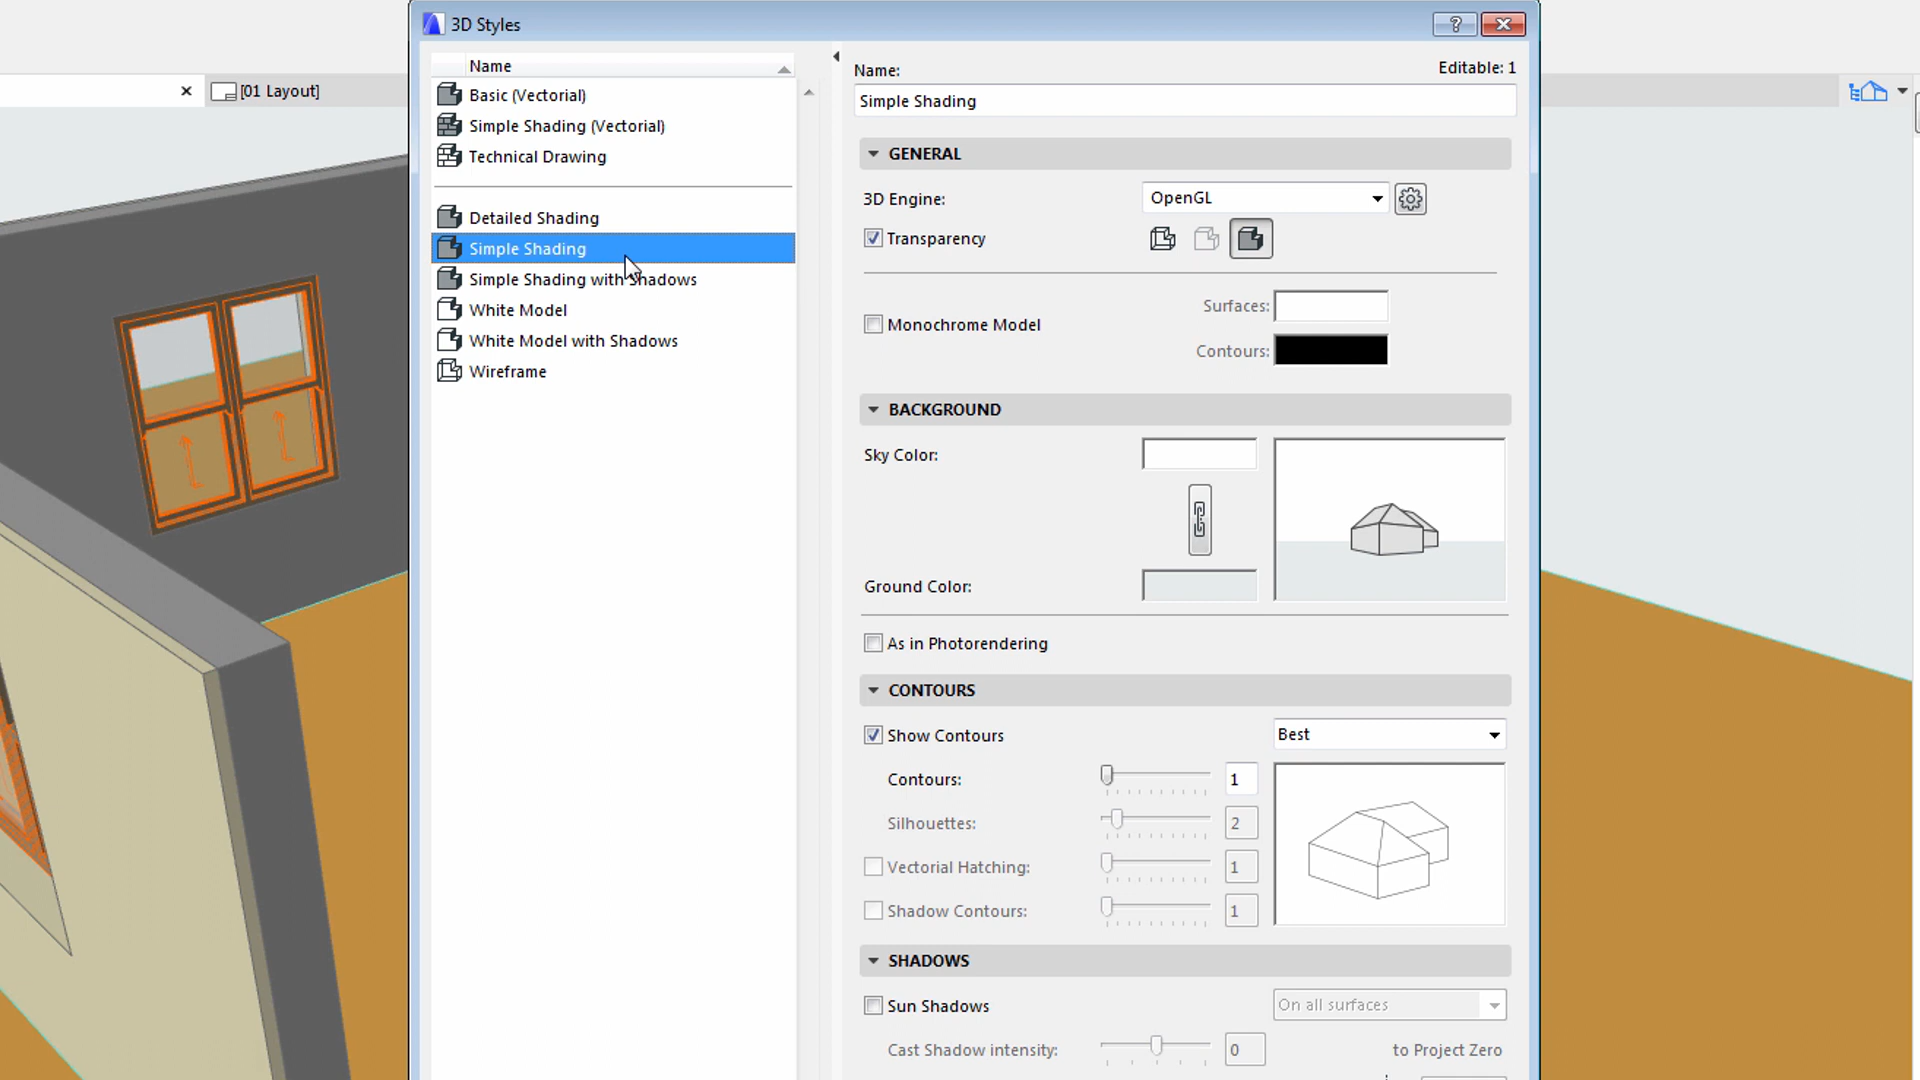 3D Styles
?
[01 Layout]
Name
Basic (Vectorial)
Simple Shading (Vectorial)
Technical Drawing
Detailed Shading
Simple Shading
Simple Shading with Shadows
White Model
White Model with Shadows
Wireframe
Name:
Editable: 1
Simple Shading
GENERAL
3D Engine:
OpenGL
Transparency
Monochrome Model
Surfaces:
Contours:
BACKGROUND
Sky Color:
Ground Color:
As in Photorendering
CONTOURS
Show Contours
Best
Contours:
1
Silhouettes:
2
Vectorial Hatching:
1
Shadow Contours:
1
SHADOWS
Sun Shadows
On all surfaces
Cast Shadow intensity:
0
to Project Zero